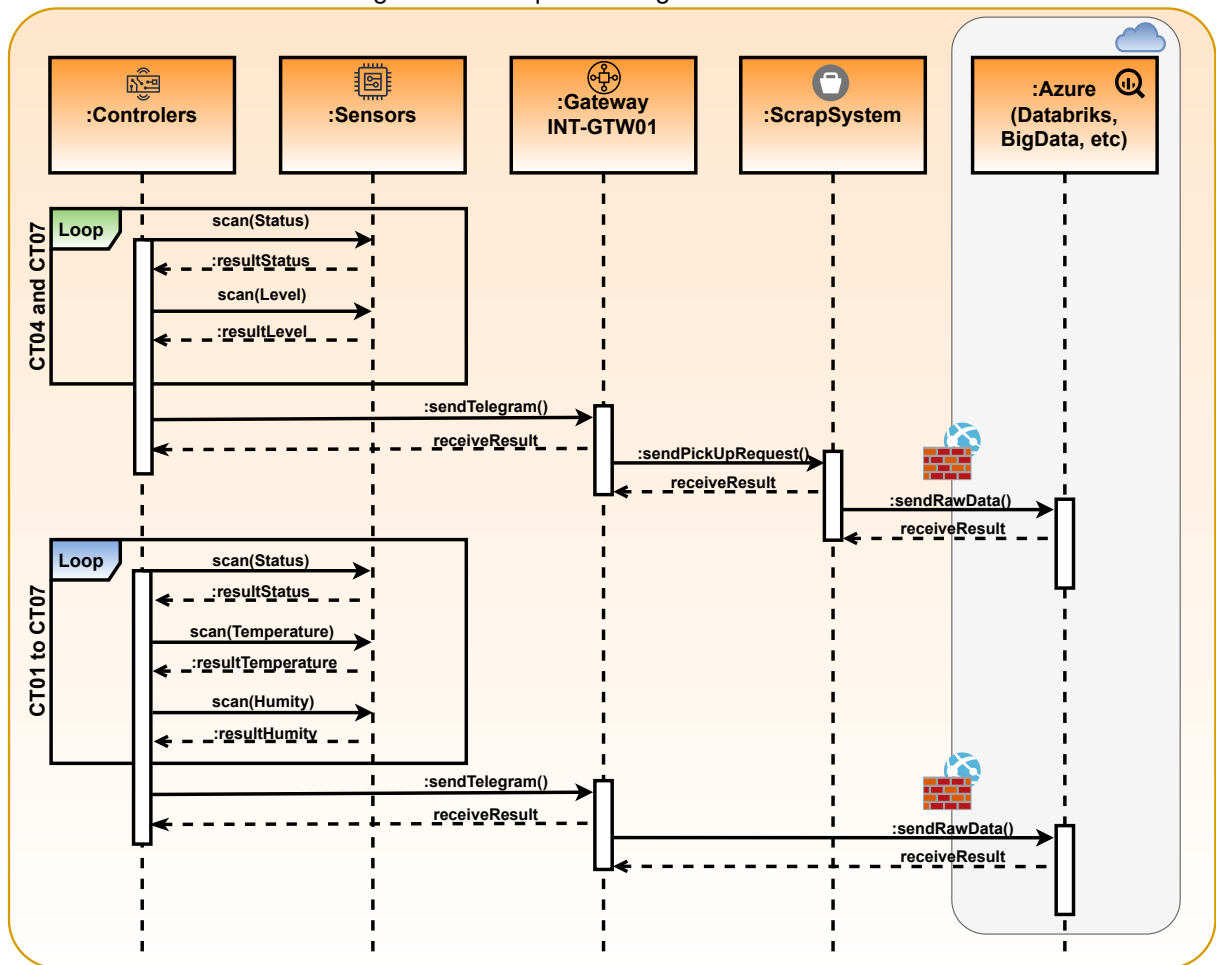 :Controlers
:Sensors
:Gateway
INT-GTW01
:ScrapSystem
:Azure
(Databriks,
BigData, etc)
CT04 and CT07
Loop
scan(Status)
:resultStatus
scan(Level)
:resultLevel
:sendTelegram()
receiveResult
:sendPickUpRequest()
receiveResult
:sendRawData()
receiveResult
CT01 to CT07
Loop
scan(Status)
:resultStatus
scan(Temperature)
:resultTemperature
scan(Humity)
:resultHumity
:sendTelegram()
receiveResult
:sendRawData()
receiveResult